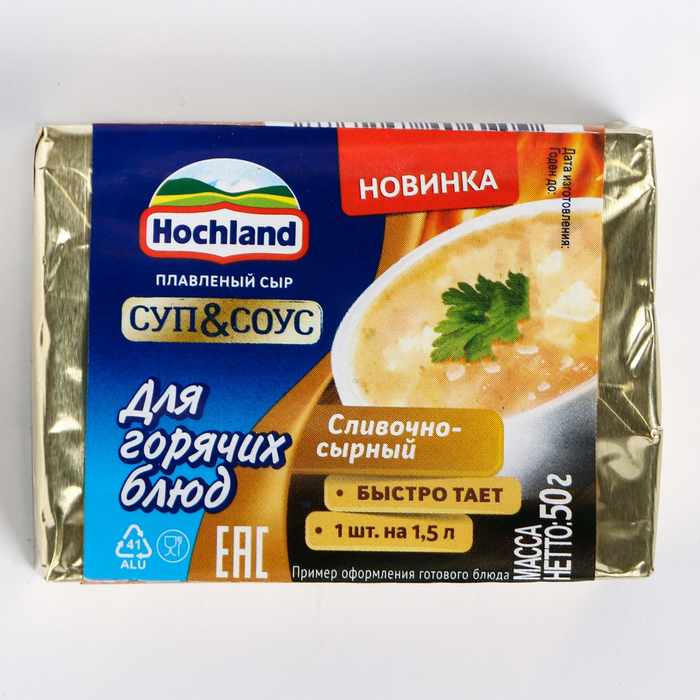 Hochland
ПЛАВЛЕНЫЙ СЫР
СУП&СОУС
Для
горячих
блюд
НОВИНКА
Дата изготовления:
Годен до:
Сливочно-
сырный
• БЫСТРО ТАЕТ
• 1 шт. на 1,5 л
41
ALU
EAC
Пример оформления готового блюда
МАССА
НЕТТО:50г